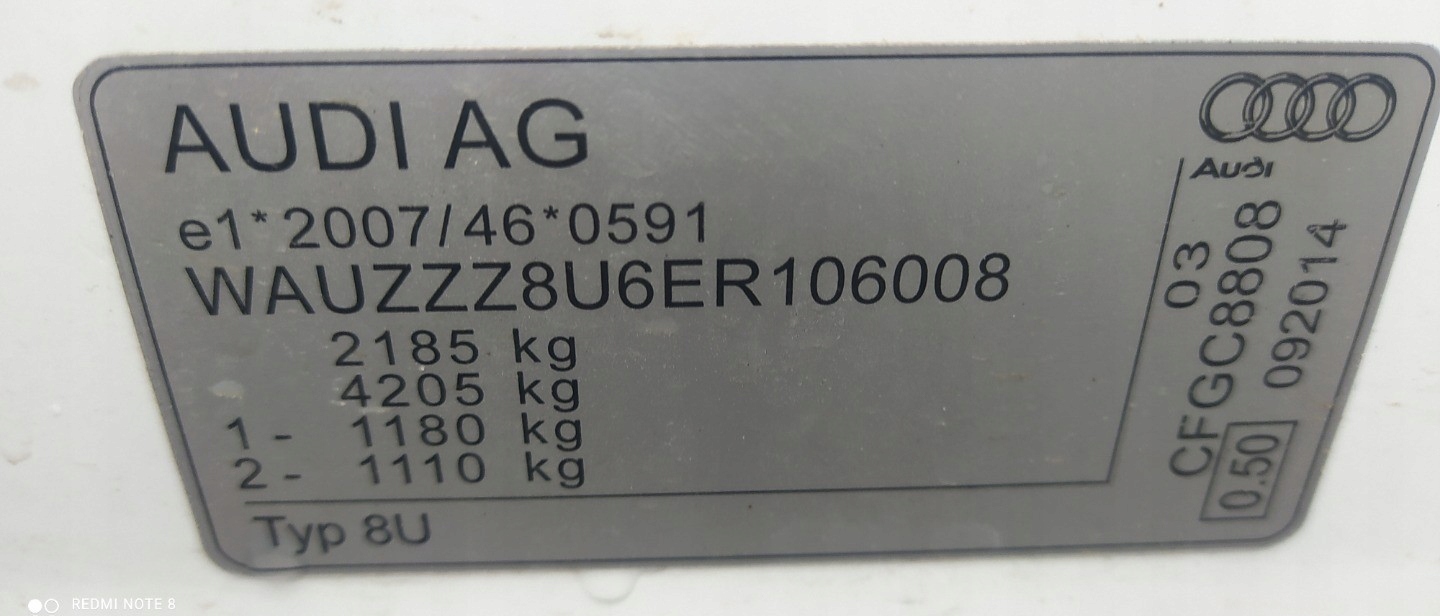 AUDI AG
e1*2007/46*0591
WAUZZZ8U6ER106008
2185 kg
4205 kg
1 - 1180 kg
2 - 1110 kg
Typ 8U
Audi
03
CFGC8808
092014
0.50
REDMI NOTE 8